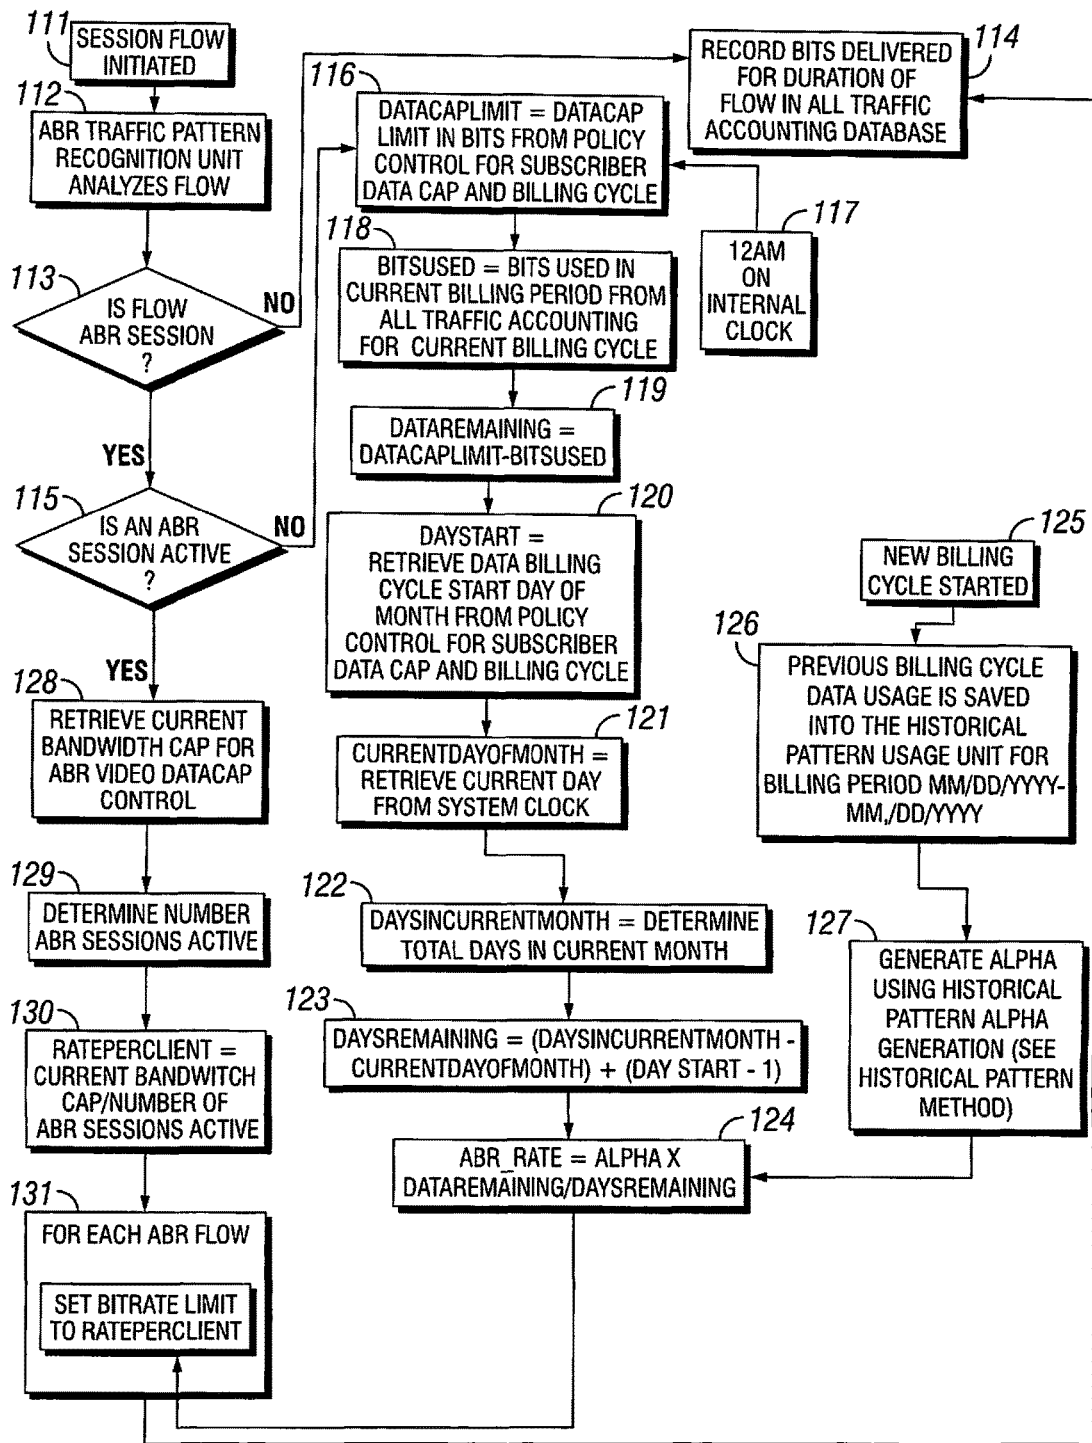 111
SESSION FLOW
INITIATED
112
ABR TRAFFIC PATTERN
RECOGNITION UNIT
ANALYZES FLOW
113
IS FLOW
ABR SESSION
?
NO
YES
114
RECORD BITS DELIVERED
FOR DURATION OF
FLOW IN ALL TRAFFIC
ACCOUNTING DATABASE
115
IS AN ABR
SESSION ACTIVE
?
NO
YES
116
DATACAPLIMIT = DATACAP
LIMIT IN BITS FROM POLICY
CONTROL FOR SUBSCRIBER
DATA CAP AND BILLING CYCLE
117
12AM
ON
INTERNAL
CLOCK
118
BITSUSED = BITS USED IN
CURRENT BILLING PERIOD FROM
ALL TRAFFIC ACCOUNTING
FOR CURRENT BILLING CYCLE
119
DATAREMAINING =
DATACAPLIMIT-BITSUSED
120
DAYSTART =
RETRIEVE DATA BILLING
CYCLE START DAY OF
MONTH FROM POLICY
CONTROL FOR SUBSCRIBER
DATA CAP AND BILLING CYCLE
121
CURRENTDAYOFMONTH =
RETRIEVE CURRENT DAY
FROM SYSTEM CLOCK
122
DAYSINCURRENTMONTH = DETERMINE
TOTAL DAYS IN CURRENT MONTH
123
DAYSREMAINING = (DAYSINCURRENTMONTH -
CURRENTDAYOFMONTH) + (DAY START - 1)
124
ABR_RATE = ALPHA X
DATAREMAINING/DAYSREMAINING
125
NEW BILLING
CYCLE STARTED
126
PREVIOUS BILLING CYCLE
DATA USAGE IS SAVED
INTO THE HISTORICAL
PATTERN USAGE UNIT FOR
BILLING PERIOD MM/DD/YYYY-
MM,/DD/YYYY
127
GENERATE ALPHA
USING HISTORICAL
PATTERN ALPHA
GENERATION (SEE
HISTORICAL PATTERN
METHOD)
128
RETRIEVE CURRENT
BANDWIDTH CAP FOR
ABR VIDEO DATACAP
CONTROL
129
DETERMINE NUMBER
ABR SESSIONS ACTIVE
130
RATEPERCLIENT =
CURRENT BANDWITCH
CAP/NUMBER OF
ABR SESSIONS ACTIVE
131
FOR EACH ABR FLOW
SET BITRATE LIMIT
TO RATEPERCLIENT